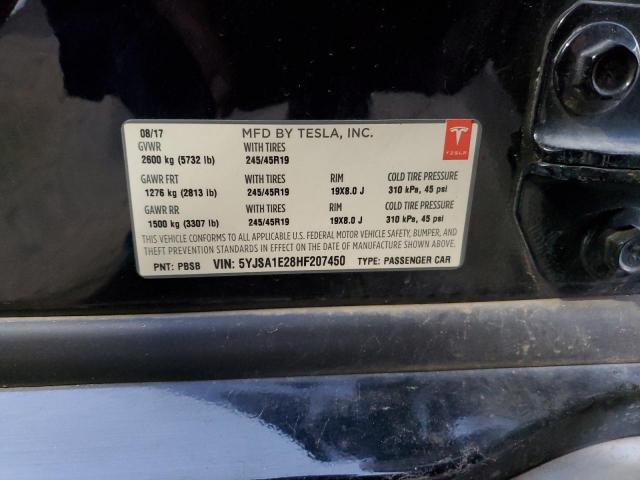 08/17 MFD BY TESLA, INC.
GVWR WITH TIRES
2600 kg (5732 lb) 245/45R19
TESLA
GAWR FRT WITH TIRES RIM COLD TIRE PRESSURE
1276 kg (2813 lb) 245/45R19 19X8.0 J 310 kPa, 45 psi
GAWR RR WITH TIRES RIM COLD TIRE PRESSURE
1500 kg (3307 lb) 245/45R19 19X8.0 J 310 kPa, 45 psi
THIS VEHICLE CONFORMS TO ALL APPLICABLE U.S. FEDERAL MOTOR VEHICLE SAFETY, BUMPER, AND
THEFT PREVENTION STANDARDS IN EFFECT ON THE DATE OF MANUFACTURE SHOWN ABOVE.
PNT: PBSB VIN: 5YJSA1E28HF207450 TYPE: PASSENGER CAR